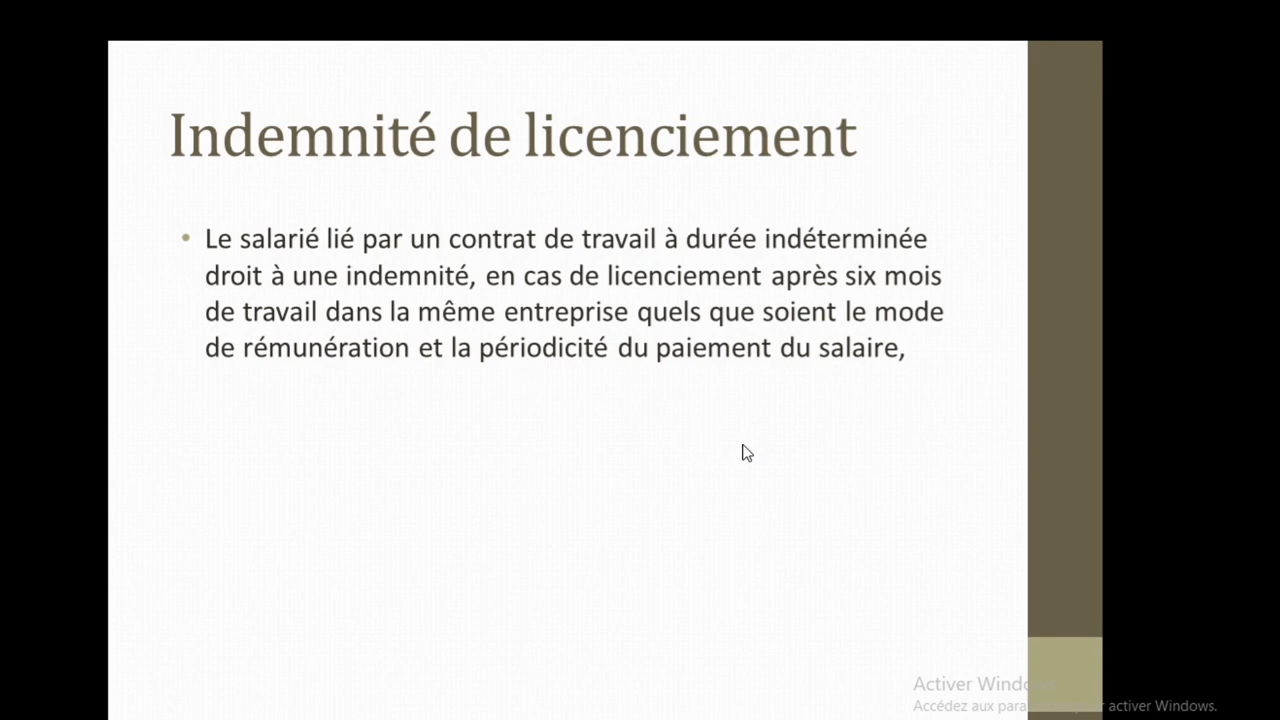 Indemnité de licenciement
• Le salarié lié par un contrat de travail à durée indéterminée
droit à une indemnité, en cas de licenciement après six mois
de travail dans la même entreprise quels que soient le mode
de rémunération et la périodicité du paiement du salaire,
Activer Windows
Accédez aux activer Windows.